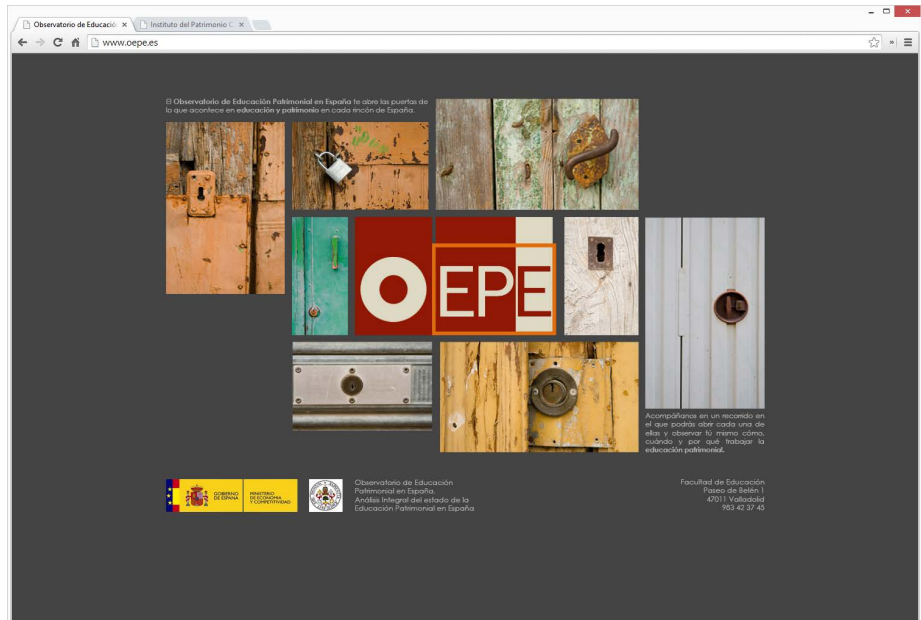 Observatorio de Educació
Instituto del Patrimonio C
www.oepe.es
El Observatorio de Educación Patrimonial en España te abre las puertas de
lo que acontece en educación y patrimonio en cada rincón de España.
OEPE
Acompáñanos en un recorrido en
el que podrás abrir cada una de
ellas y observar tú mismo cómo,
cuándo y por qué trabajar la
educación patrimonial.
GOBIERNO
DE ESPAÑA
MINISTERIO
DE ECONOMÍA
Y COMPETITIVIDAD
Observatorio de Educación
Patrimonial en España.
Análisis Integral del estado de la
Educación Patrimonial en España
Facultad de Educación
Paseo de Belén 1
47011 Valladolid
983 42 37 45